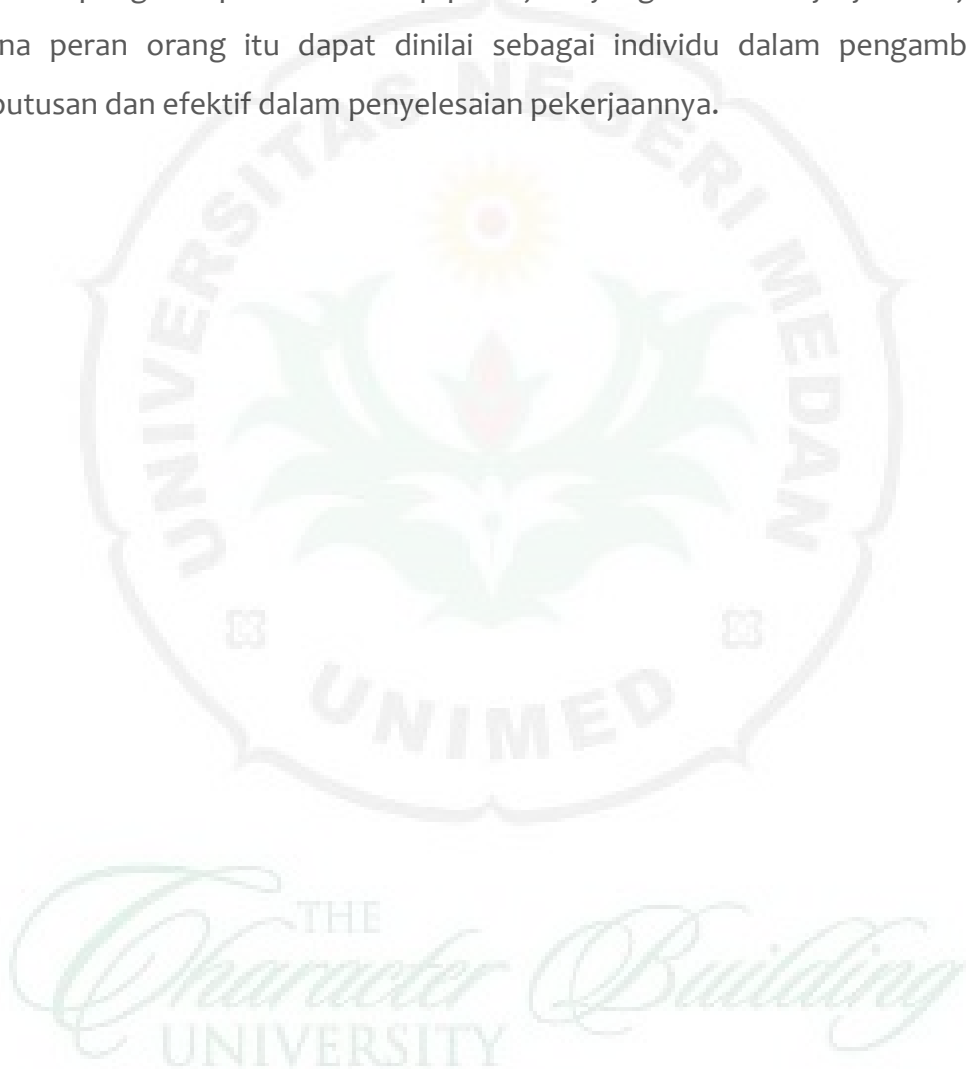 na peran orang itu dapat dinilai sebagai individu dalam pengamb
putusan dan efektif dalam penyelesaian pekerjaannya.
UNIVERSITAS NEGERI MEDAN
UNIMED
THE
Character Building
UNIVERSITY